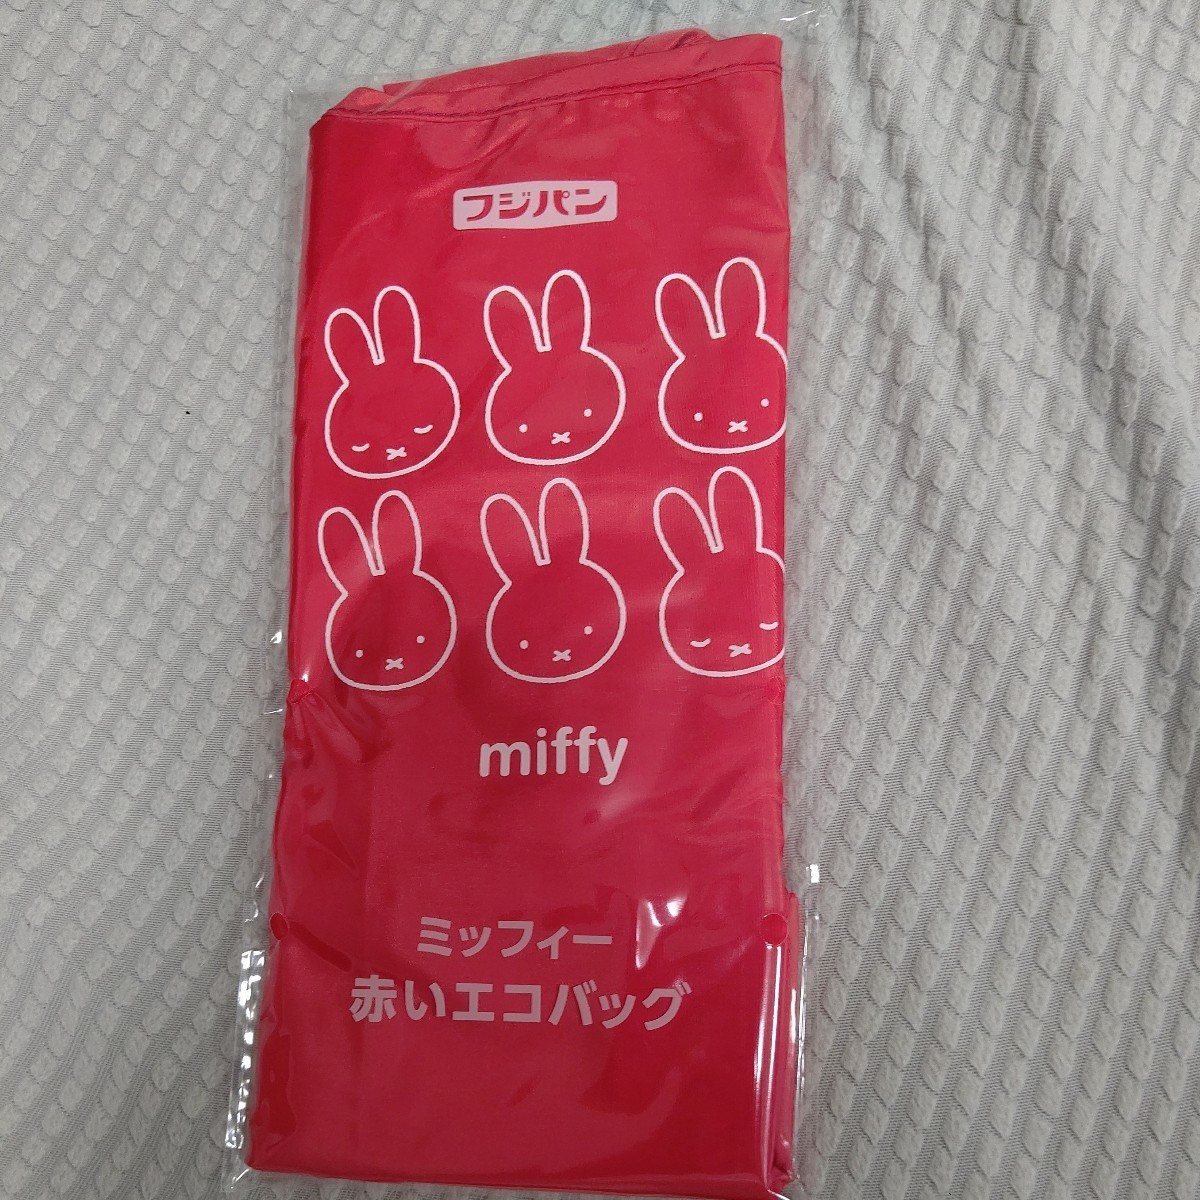 フジパン
miffy
ミッフィー
赤いエコバッグ